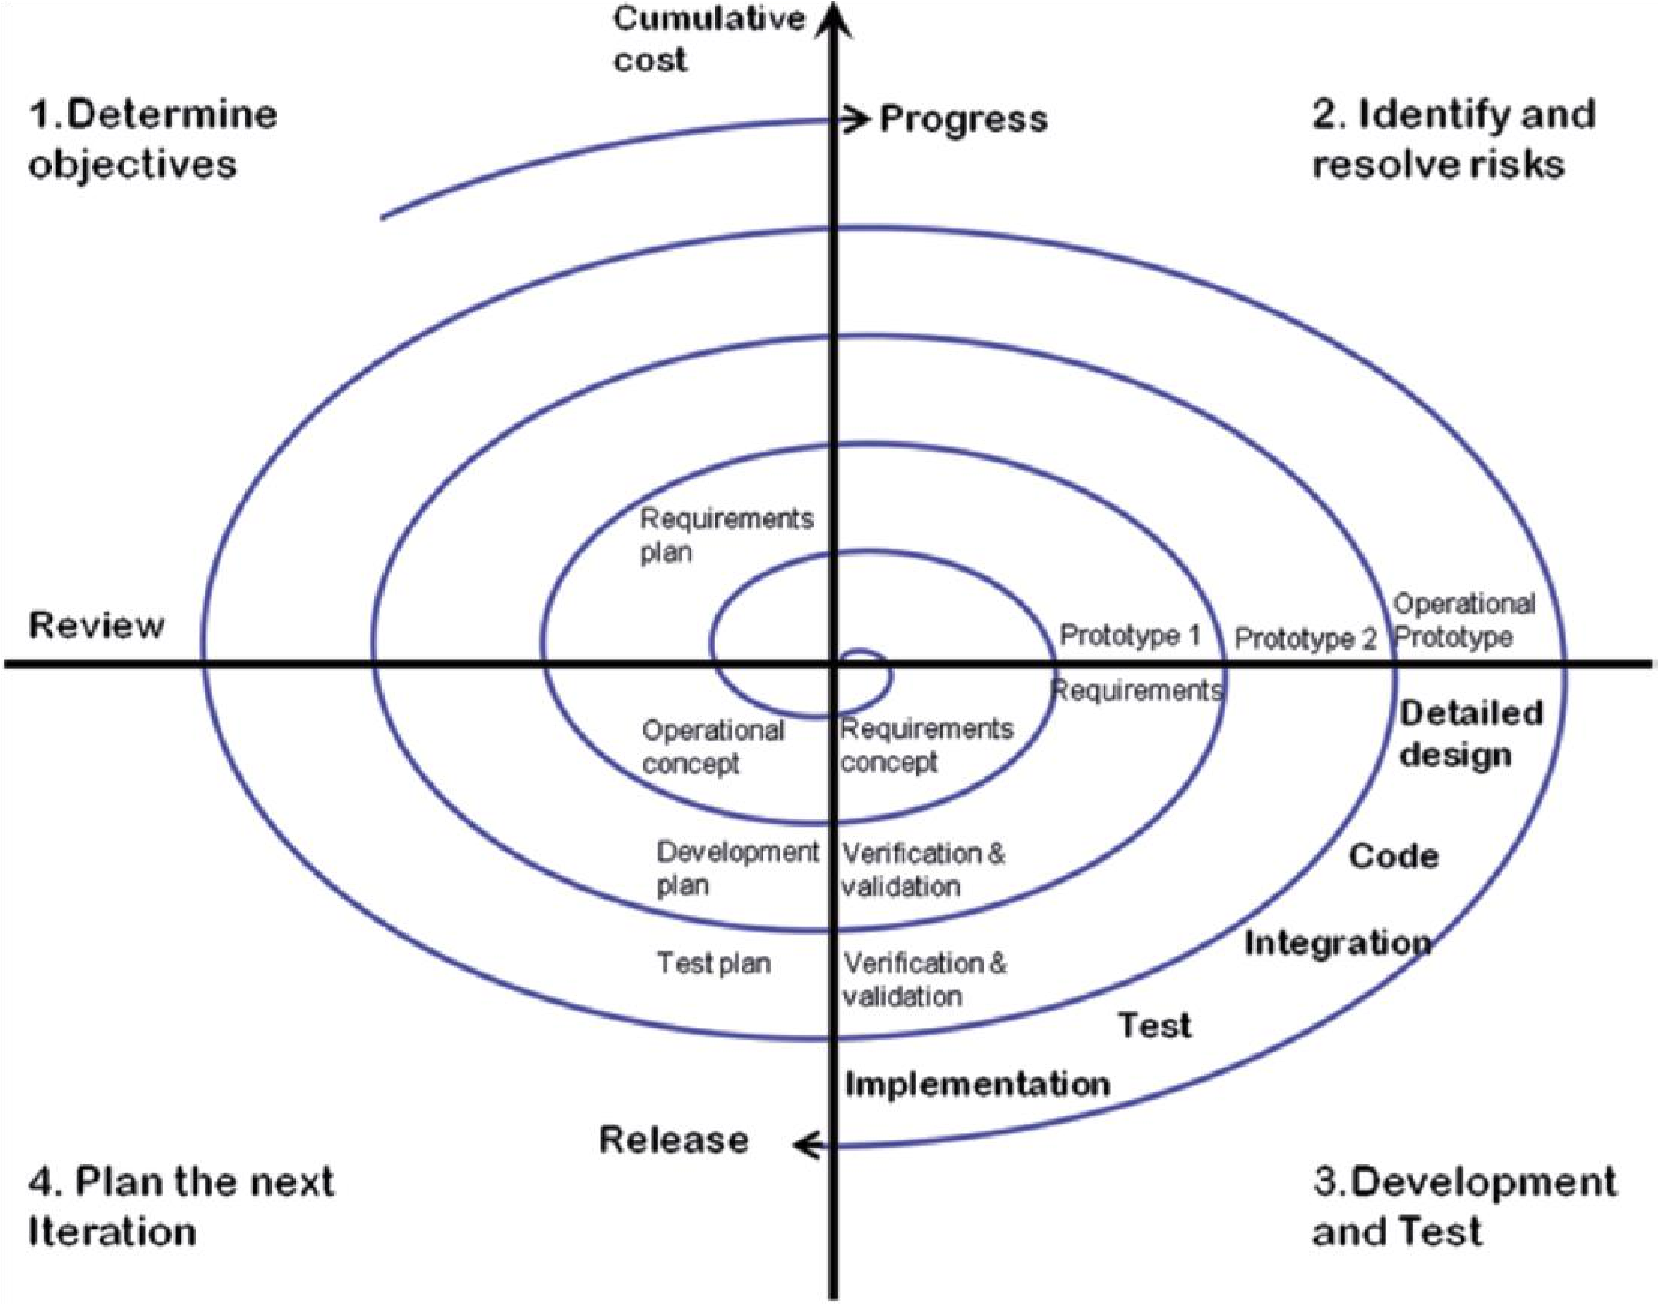 Cumulative
cost
1.Determine
objectives
Progress
2. Identify and
resolve risks
Requirements
plan
Review
Prototype 1
Prototype 2
Operational
Prototype
Requirements
Operational
concept
Requirements
concept
Detailed
design
Development
plan
Verification &
validation
Code
Integration
Test plan
Verification &
validation
Test
Implementation
Release
4. Plan the next
Iteration
3.Development
and Test